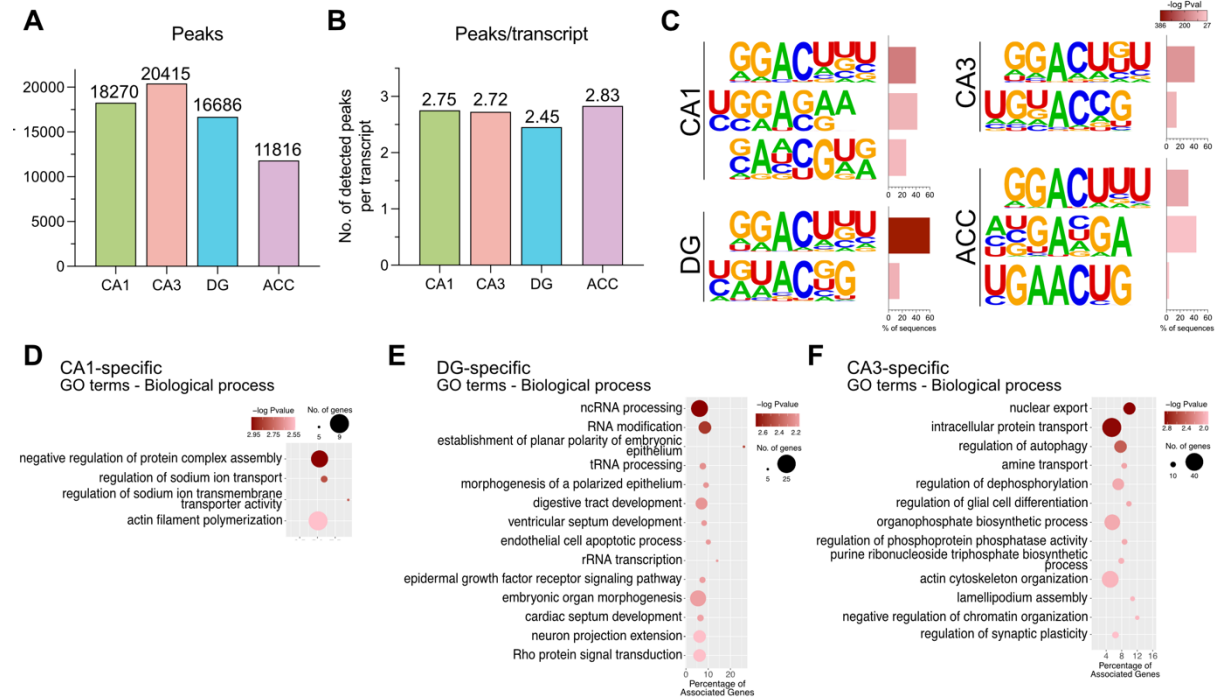 A
Peaks
20000
15000
10000
5000
0
18270
20415
16686
11816
CA1
CA3
DG
ACC
B
Peaks/transcript
No. of detected peaks
per transcript
3
2
1
0
2.75
2.72
2.45
2.83
CA1
CA3
DG
ACC
C
-log Pval
386 200 27
CA1
GGACUUU
UGGAGAA
GAACGUG
DG
GGACUUU
UGUACGG
0 20 40 60
% of sequences
CA3
GGACUGU
UGUACCG
ACC
GGACUUU
AUGACGA
UGAACUG
0 20 40 60
% of sequences
D
CA1-specific
GO terms - Biological process
-log Pvalue
2.95 2.75 2.55
No. of genes
5 9
negative regulation of protein complex assembly
regulation of sodium ion transport
regulation of sodium ion transmembrane
transporter activity
actin filament polymerization
E
DG-specific
GO terms - Biological process
ncRNA processing
RNA modification
establishment of planar polarity of embryonic
epithelium
tRNA processing
morphogenesis of a polarized epithelium
digestive tract development
ventricular septum development
endothelial cell apoptotic process
rRNA transcription
epidermal growth factor receptor signaling pathway
embryonic organ morphogenesis
cardiac septum development
neuron projection extension
Rho protein signal transduction
0 10 20
Percentage of
Associated Genes
-log Pvalue
2.6 2.4 2.2
No. of genes
5 25
F
CA3-specific
GO terms - Biological process
nuclear export
intracellular protein transport
regulation of autophagy
amine transport
regulation of dephosphorylation
regulation of glial cell differentiation
organophosphate biosynthetic process
regulation of phosphoprotein phosphatase activity
purine ribonucleoside triphosphate biosynthetic
process
actin cytoskeleton organization
lamellipodium assembly
negative regulation of chromatin organization
regulation of synaptic plasticity
4 8 12 16
Percentage of
Associated Genes
-log Pvalue
2.8 2.4 2.0
No. of genes
10 40